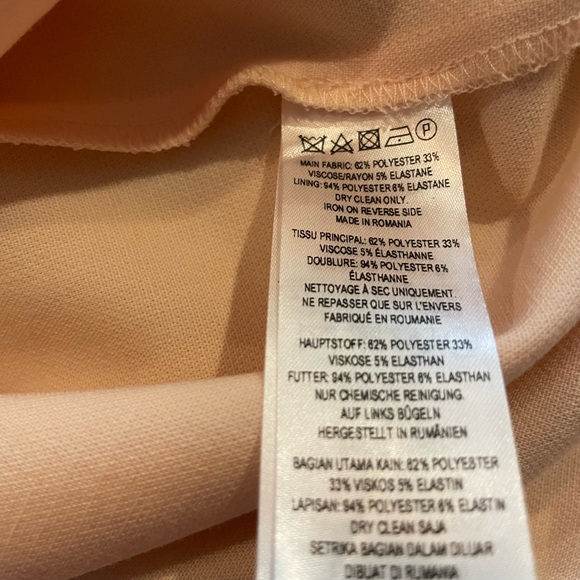 P
MAIN FABRIC: 62% POLYESTER 33%
VISCOSE/RAYON 5% ELASTANE
LINING: 94% POLYESTER 6% ELASTANE
DRY CLEAN ONLY.
IRON ON REVERSE SIDE
MADE IN ROMANIA
TISSU PRINCIPAL: 62% POLYESTER 33%
VISCOSE 5% ÉLASTHANNE
DOUBLURE: 94% POLYESTER 6%
ÉLASTHANNE
NETTOYAGE À SEC UNIQUEMENT.
NE REPASSER QUE SUR L'ENVERS
FABRIQUÉ EN ROUMANIE
HAUPTSTOFF: 62% POLYESTER 33%
VISKOSE 5% ELASTHAN
FUTTER: 94% POLYESTER 6% ELASTHAN
NUR CHEMISCHE REINIGUNG.
AUF LINKS BÜGELN
HERGESTELLT IN RUMÄNIEN
BAGIAN UTAMA KAIN: 62% POLYESTER
33% VISKOS 5% ELASTIN
LAPISAN: 94% POLYESTER 6% ELASTIN
DRY CLEAN SAJA
SETRIKA BAGIAN DALAM DILUAR
DIBUAT DI RUMANIA